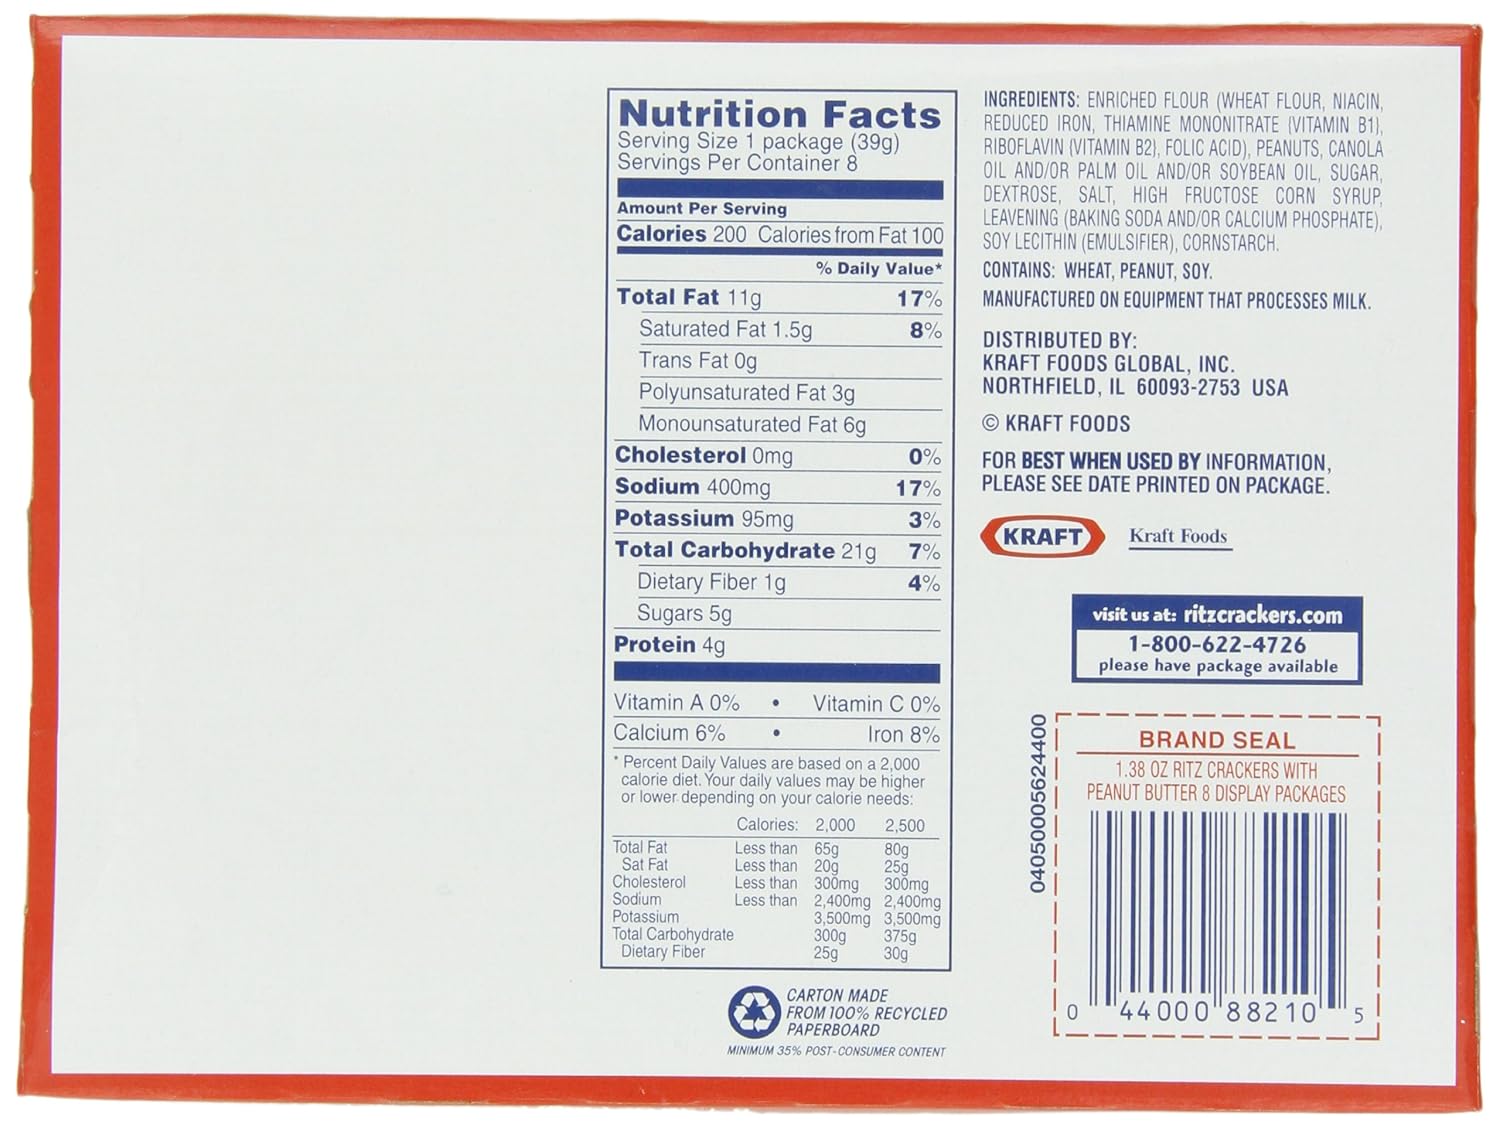 Nutrition Facts
Serving Size 1 package (39g)
Servings Per Container 8
Amount Per Serving
Calories 200 Calories from Fat 100
% Daily Value*
Total Fat 11g 17%
Saturated Fat 1.5g 8%
Trans Fat 0g
Polyunsaturated Fat 3g
Monounsaturated Fat 6g
Cholesterol 0mg 0%
Sodium 400mg 17%
Potassium 95mg 3%
Total Carbohydrate 21g 7%
Dietary Fiber 1g 4%
Sugars 5g
Protein 4g
Vitamin A 0% • Vitamin C 0%
Calcium 6% • Iron 8%
* Percent Daily Values are based on a 2,000
calorie diet. Your daily values may be higher
or lower depending on your calorie needs:
Calories: 2,000 2,500
Total Fat Less than 65g 80g
Sat Fat Less than 20g 25g
Cholesterol Less than 300mg 300mg
Sodium Less than 2,400mg 2,400mg
Potassium 3,500mg 3,500mg
Total Carbohydrate 300g 375g
Dietary Fiber 25g 30g
CARTON MADE
FROM 100% RECYCLED
PAPERBOARD
MINIMUM 35% POST-CONSUMER CONTENT
INGREDIENTS: ENRICHED FLOUR (WHEAT FLOUR, NIACIN,
REDUCED IRON, THIAMINE MONONITRATE (VITAMIN B1),
RIBOFLAVIN (VITAMIN B2), FOLIC ACID), PEANUTS, CANOLA
OIL AND/OR PALM OIL AND/OR SOYBEAN OIL, SUGAR,
DEXTROSE, SALT, HIGH FRUCTOSE CORN SYRUP,
LEAVENING (BAKING SODA AND/OR CALCIUM PHOSPHATE),
SOY LECITHIN (EMULSIFIER), CORNSTARCH.
CONTAINS: WHEAT, PEANUT, SOY.
MANUFACTURED ON EQUIPMENT THAT PROCESSES MILK.
DISTRIBUTED BY:
KRAFT FOODS GLOBAL, INC.
NORTHFIELD, IL 60093-2753 USA
© KRAFT FOODS
FOR BEST WHEN USED BY INFORMATION,
PLEASE SEE DATE PRINTED ON PACKAGE.
KRAFT Kraft Foods
visit us at: ritzcrackers.com
1-800-622-4726
please have package available
04050005624400
BRAND SEAL
1.38 OZ RITZ CRACKERS WITH
PEANUT BUTTER 8 DISPLAY PACKAGES
0 44000 88210 5